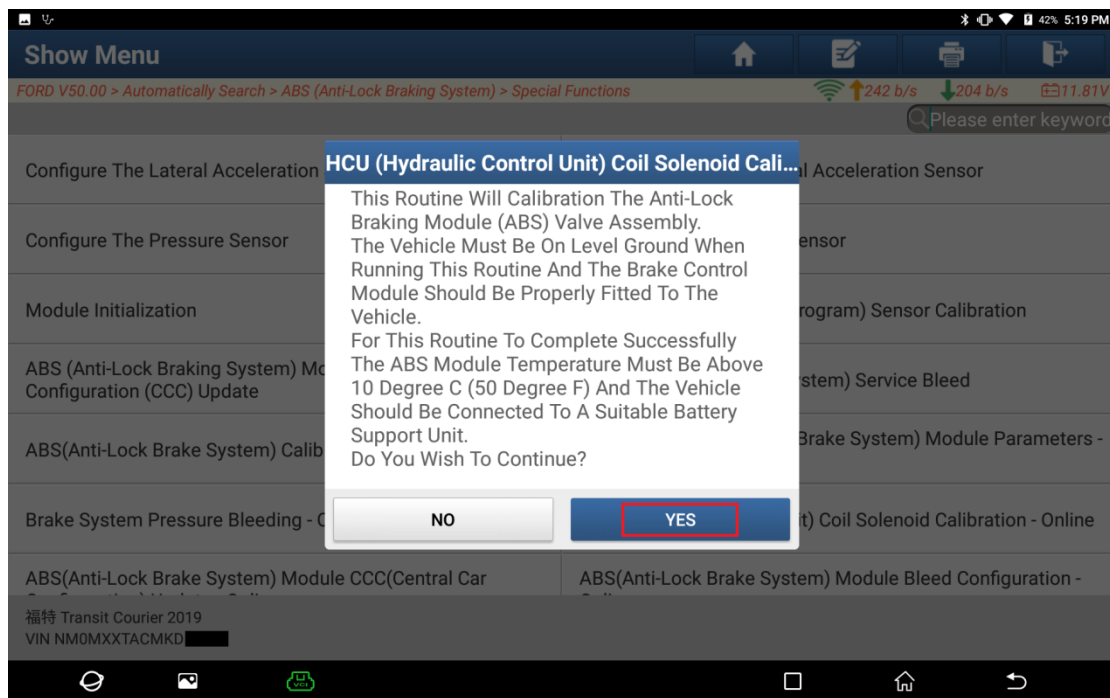 42% 5:19 PM
Show Menu
FORD V50.00 > Automatically Search > ABS (Anti-Lock Braking System) > Special Functions
242 b/s 204 b/s 11.81V
Please enter keyword
Configure The Lateral Acceleration
al Acceleration Sensor
HCU (Hydraulic Control Unit) Coil Solenoid Cali...
This Routine Will Calibration The Anti-Lock
Braking Module (ABS) Valve Assembly.
The Vehicle Must Be On Level Ground When
Running This Routine And The Brake Control
Module Should Be Properly Fitted To The
Vehicle.
For This Routine To Complete Successfully
The ABS Module Temperature Must Be Above
10 Degree C (50 Degree F) And The Vehicle
Should Be Connected To A Suitable Battery
Support Unit.
Do You Wish To Continue?
NO
YES
Configure The Pressure Sensor
ensor
Module Initialization
rogram) Sensor Calibration
ABS (Anti-Lock Braking System) Mo
Configuration (CCC) Update
stem) Service Bleed
ABS(Anti-Lock Brake System) Calib
Brake System) Module Parameters -
Brake System Pressure Bleeding - O
it) Coil Solenoid Calibration - Online
ABS(Anti-Lock Brake System) Module CCC(Central Car
ABS(Anti-Lock Brake System) Module Bleed Configuration -
福特 Transit Courier 2019
VIN NM0MXXTACMKD
VCI